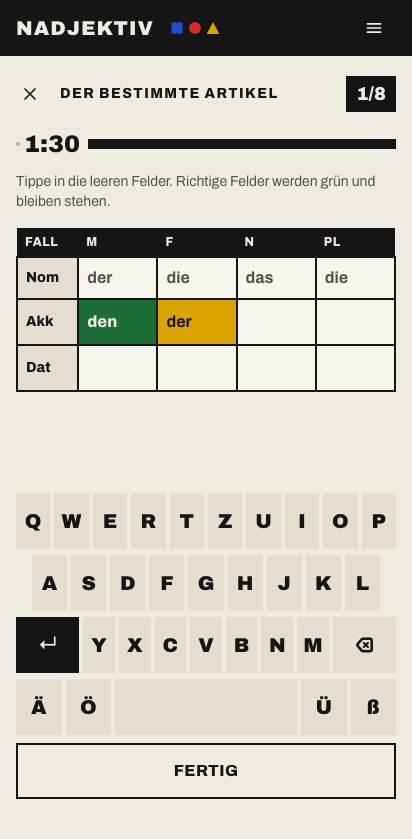 NADJEKTIV
DER BESTIMMTE ARTIKEL
1/8
1:30
Tippe in die leeren Felder. Richtige Felder werden grün und
bleiben stehen.
FALL M F N PL
Nom der die das die
Akk den der
Dat
Q W E R T Z U I O P
A S D F G H J K L
Y X C V B N M
Ä Ö Ü ß
FERTIG